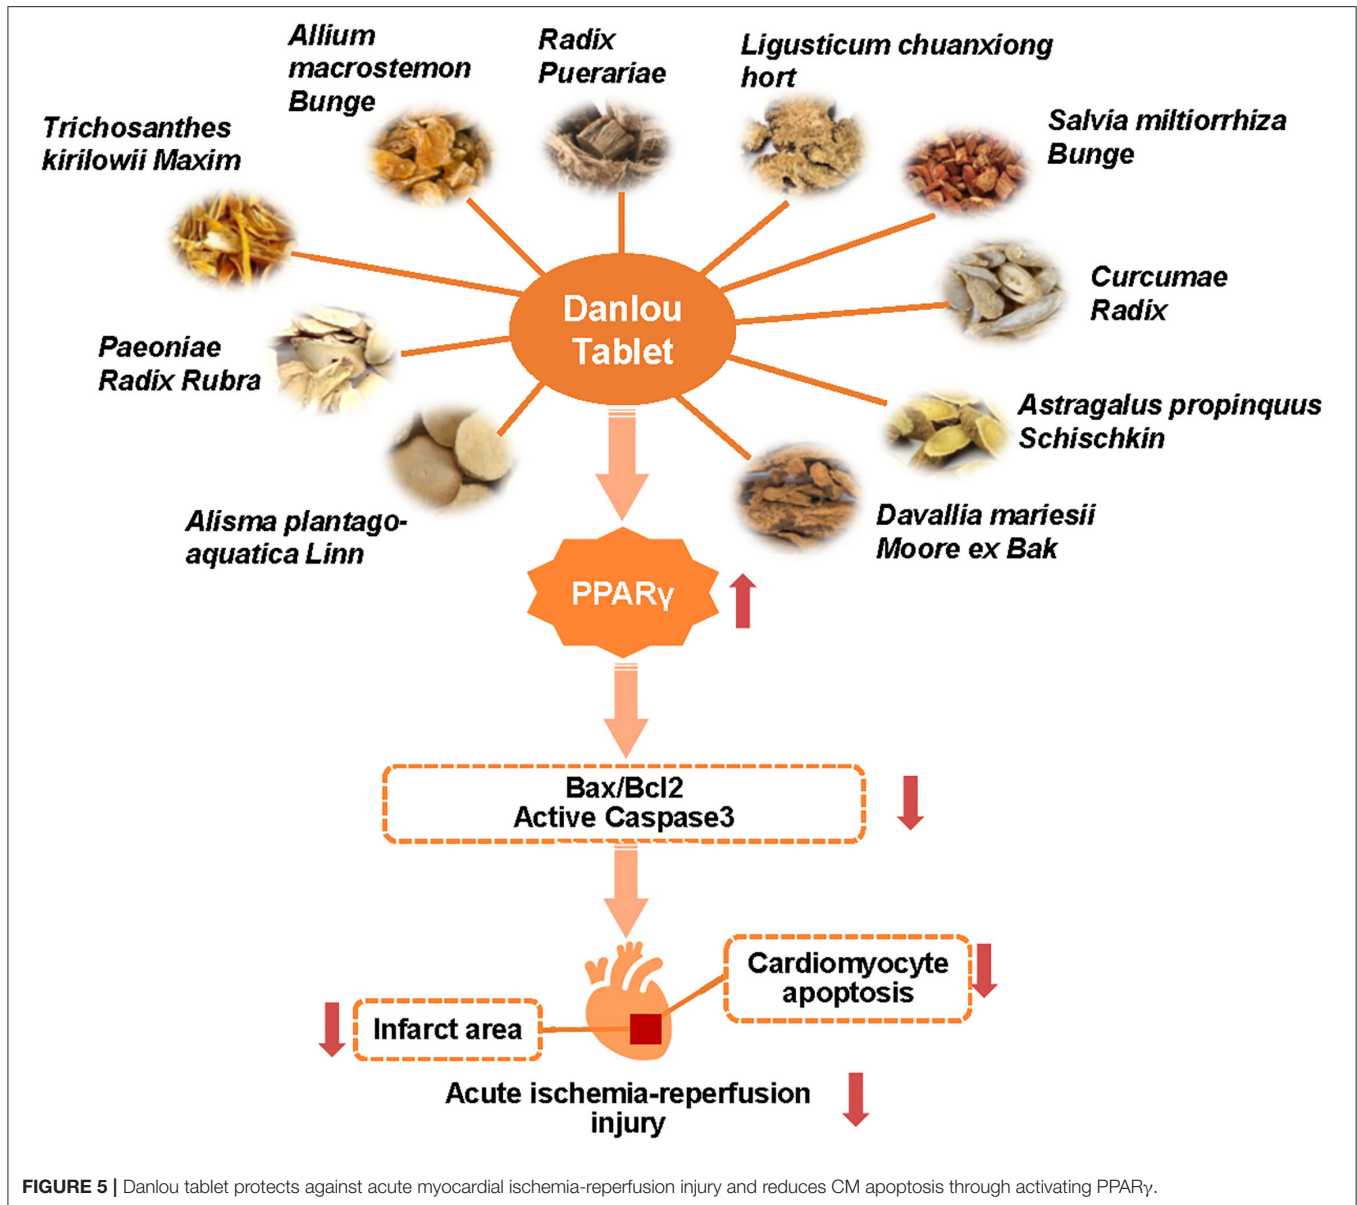 Allium
macrostemon
Bunge
Radix
Puerariae
Ligusticum chuanxiong
hort
Trichosanthes
kirilowii Maxim
Salvia miltiorrhiza
Bunge
Danlou
Tablet
Curcumae
Radix
Paeoniae
Radix Rubra
Astragalus propinquus
Schischkin
Alisma plantago-
aquatica Linn
Davallia mariesii
Moore ex Bak
PPARγ
Bax/Bcl2
Active Caspase3
Cardiomyocyte
apoptosis
Infarct area
Acute ischemia-reperfusion
injury
FIGURE 5 | Danlou tablet protects against acute myocardial ischemia-reperfusion injury and reduces CM apoptosis through activating PPARγ.